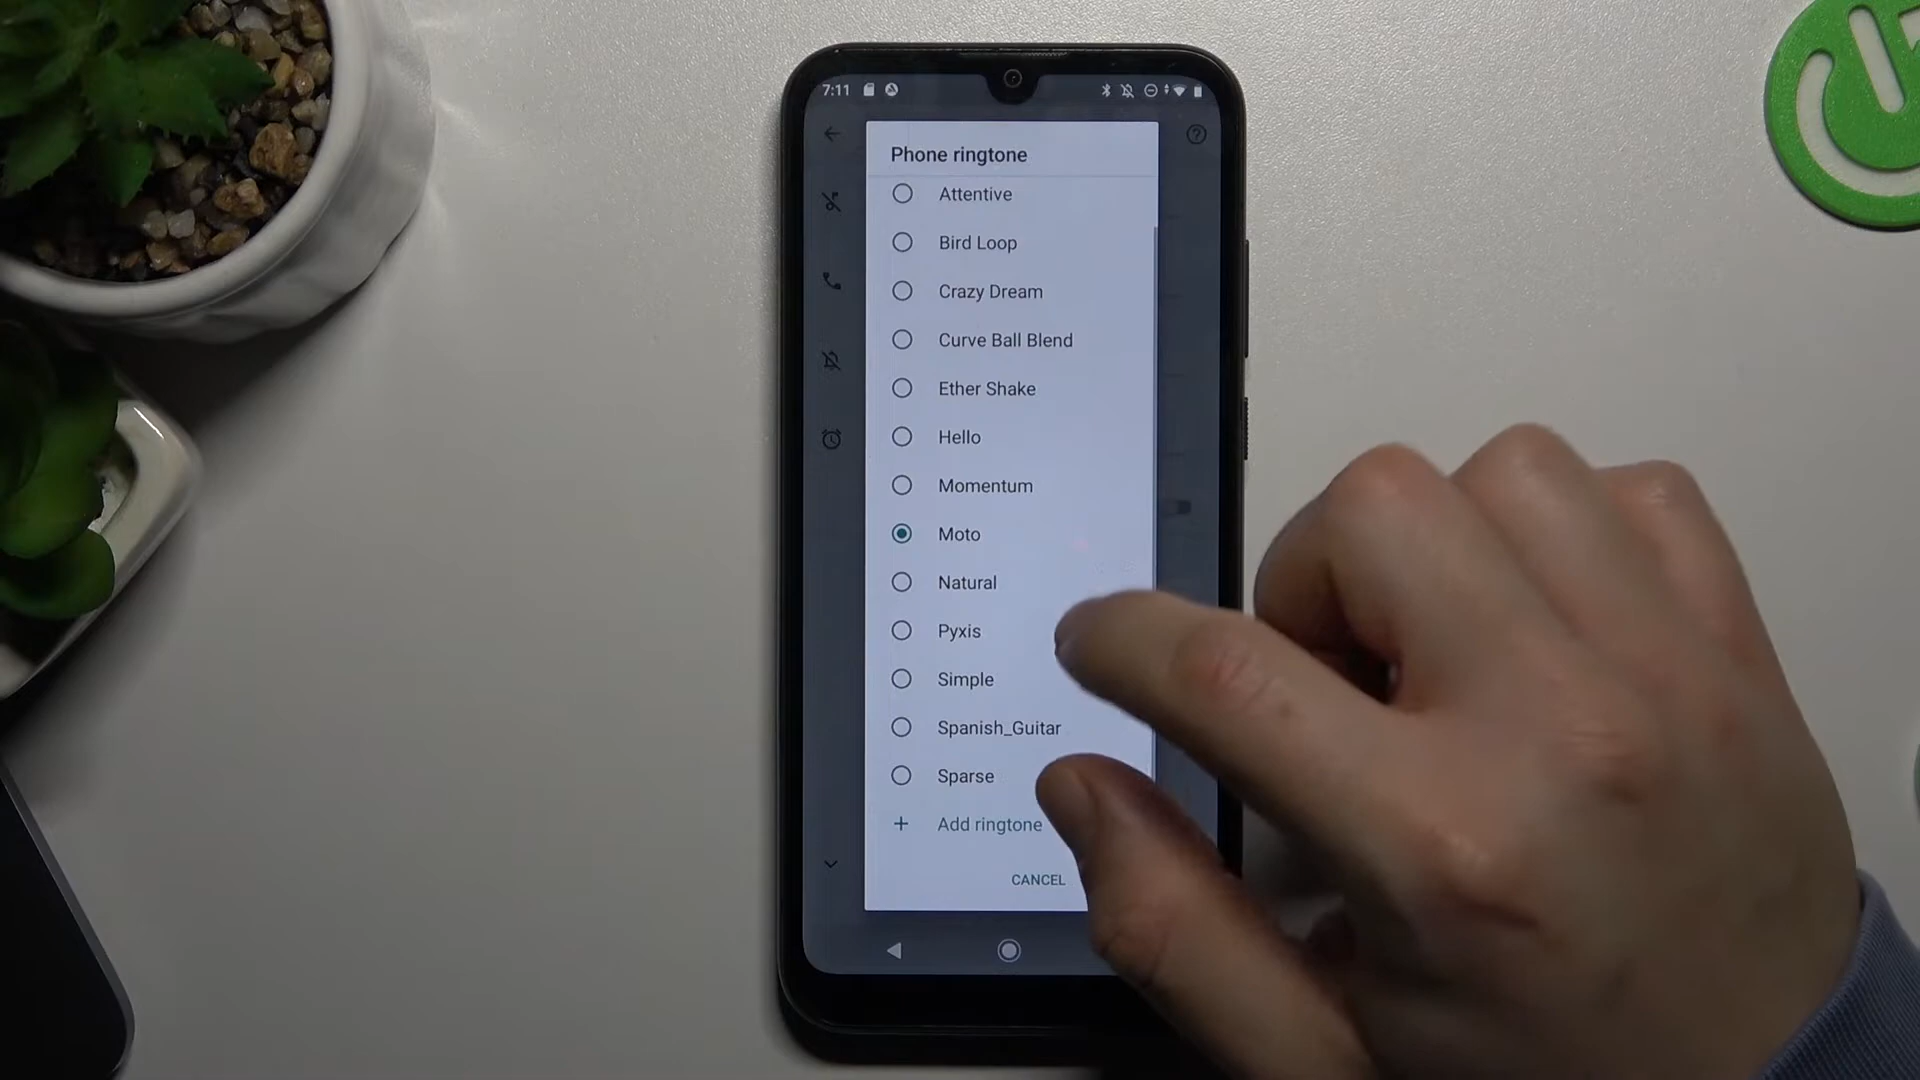 7:11
Phone ringtone
Attentive
Bird Loop
Crazy Dream
Curve Ball Blend
Ether Shake
Hello
Momentum
Moto
Natural
Pyxis
Simple
Spanish_Guitar
Sparse
+ Add ringtone
CANCEL